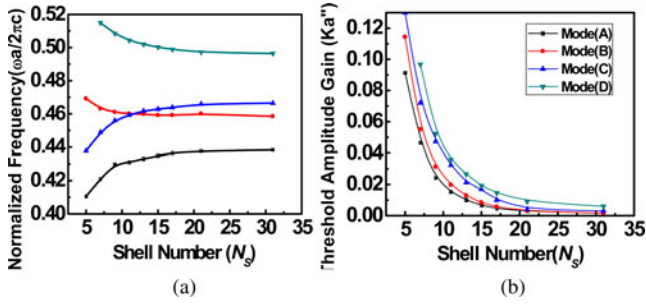 Normalized Frequency(ωa/2πc)
0.52
0.50
0.48
0.46
0.44
0.42
0.40
5 10 15 20 25 30 35
Shell Number (N_S)
(a)
Threshold Amplitude Gain (Ka")
0.12
0.10
0.08
0.06
0.04
0.02
0.00
Mode(A)
Mode(B)
Mode(C)
Mode(D)
5 10 15 20 25 30 35
Shell Number(N_S)
(b)